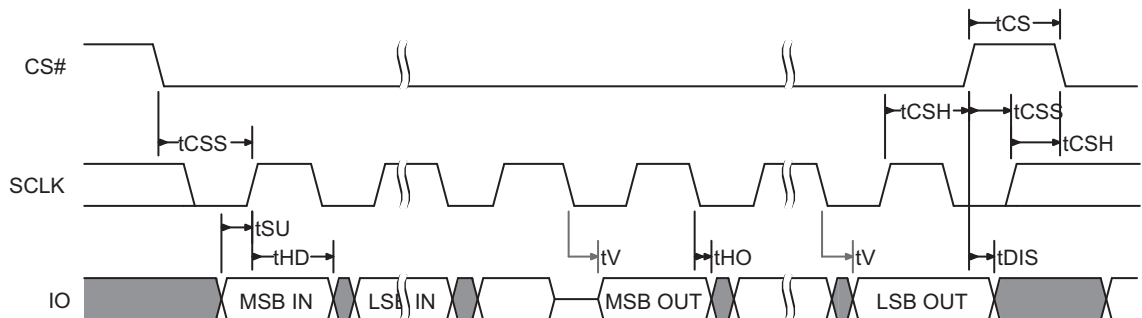 tCS
CS#
tCSH
tCSS
tCSS
tCSH
SCLK
tSU
tHD
tV
tHO
tV
tDIS
IO
MSB IN
LSB IN
MSB OUT
LSB OUT